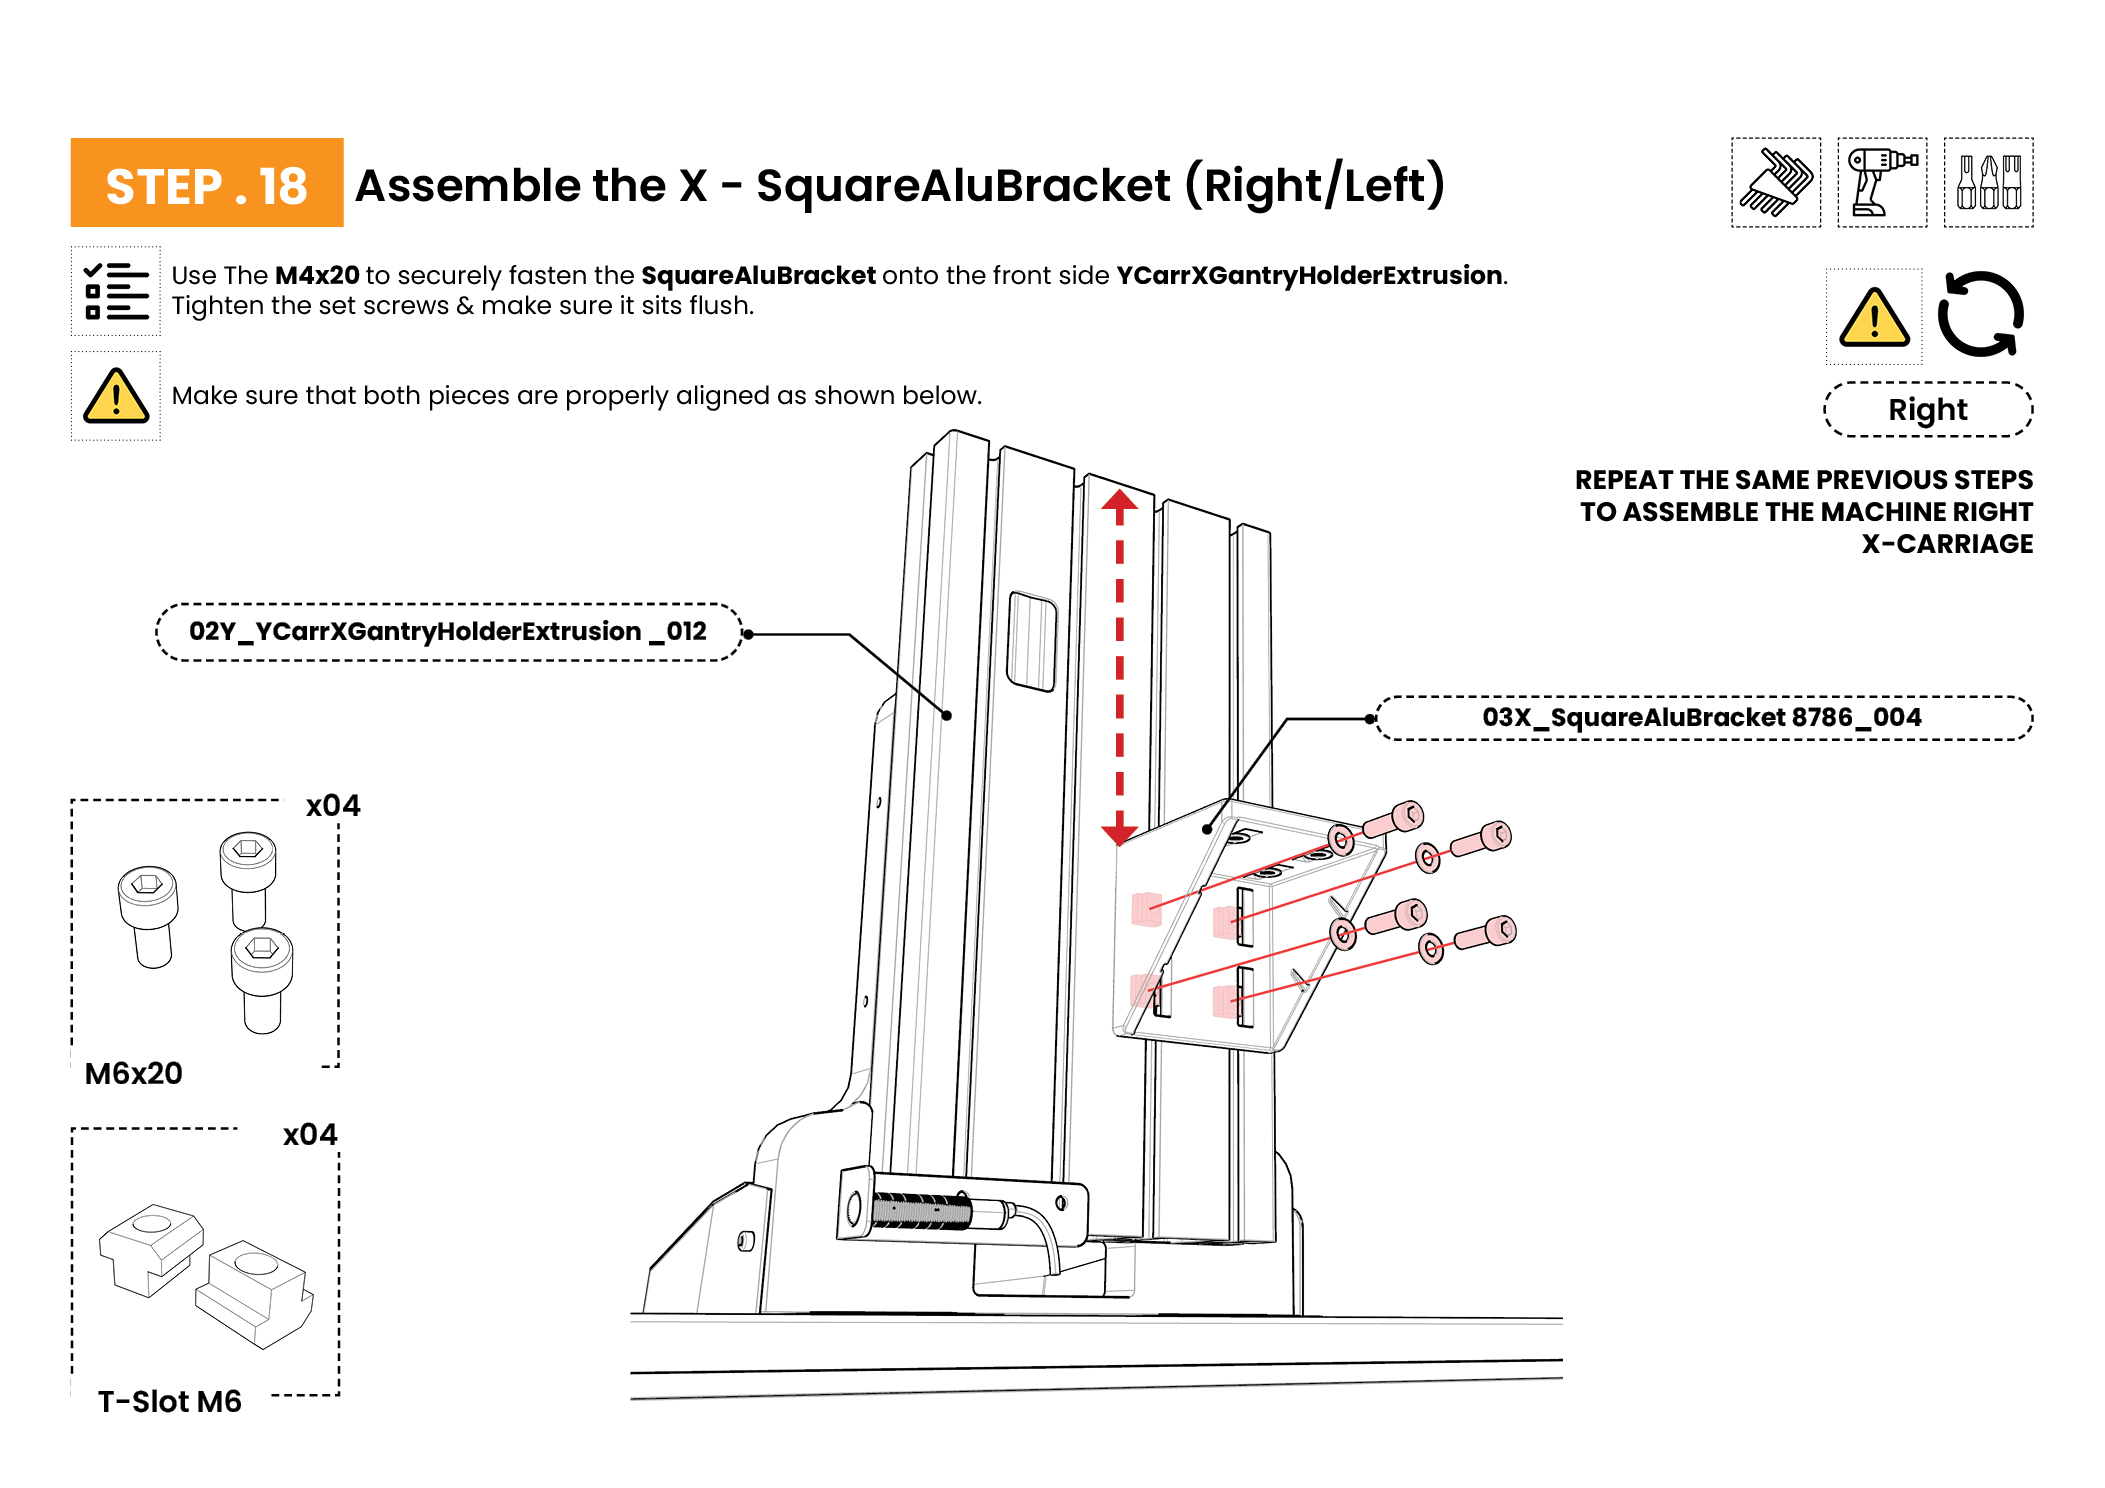 STEP . 18
Assemble the X - SquareAluBracket (Right/Left)
Use The M4x20 to securely fasten the SquareAluBracket onto the front side YCarrXGantryHolderExtrusion.
Tighten the set screws & make sure it sits flush.
Make sure that both pieces are properly aligned as shown below.
Right
REPEAT THE SAME PREVIOUS STEPS
TO ASSEMBLE THE MACHINE RIGHT
X-CARRIAGE
02Y_YCarrXGantryHolderExtrusion _012
03X_SquareAluBracket 8786_004
x04
M6x20
x04
T-Slot M6